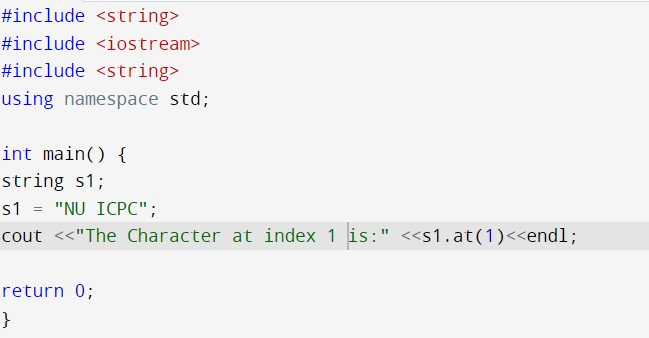 #include <string>
#include <iostream>
#include <string>
using namespace std;
int main() {
string s1;
s1 = "NU ICPC";
cout <<"The Character at index 1 is:" <<s1.at(1)<<endl;
return 0;
}